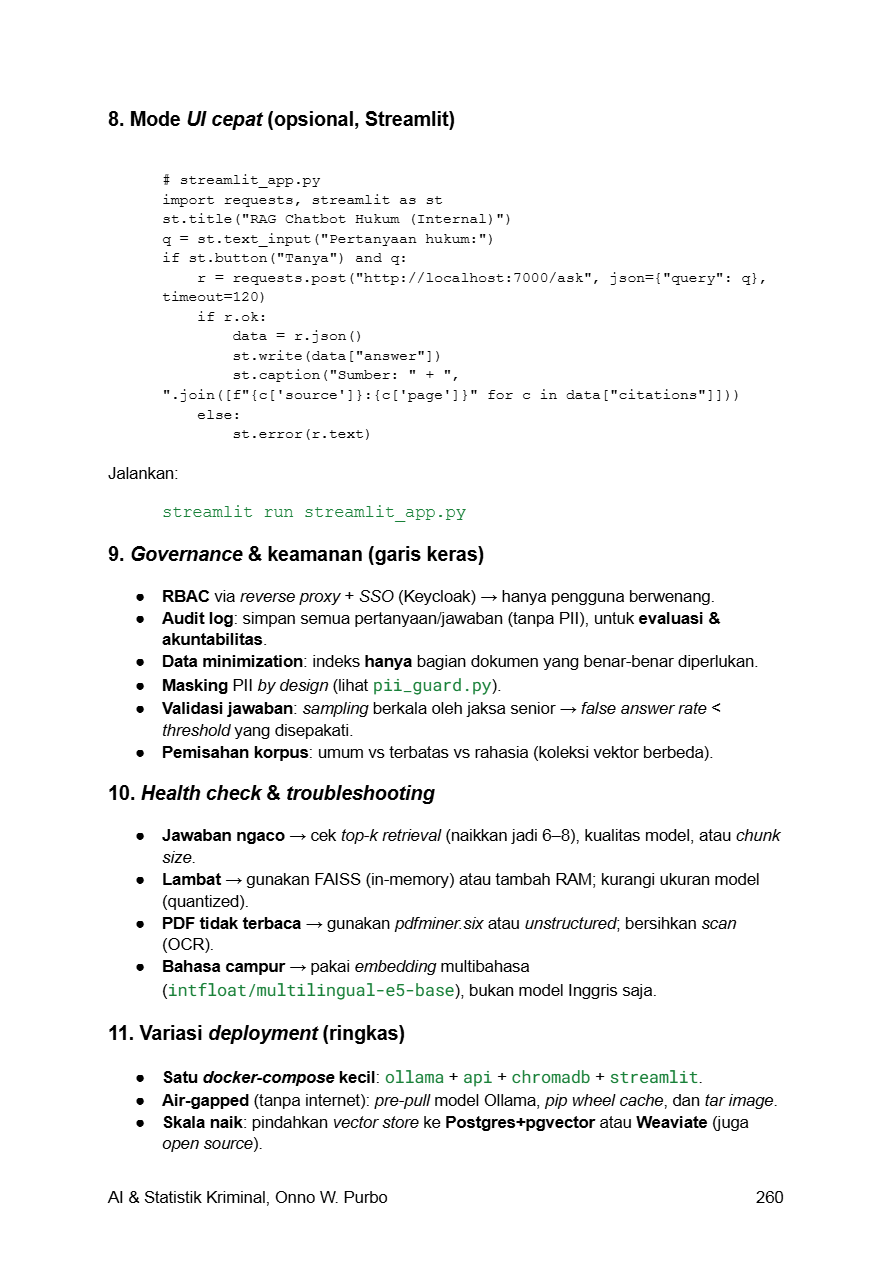 8. Mode UI cepat (opsional, Streamlit)
# streamlit_app.py
import requests, streamlit as st
st.title("RAG Chatbot Hukum (Internal)")
q = st.text_input("Pertanyaan hukum:")
if st.button("Tanya") and q:
    r = requests.post("http://localhost:7000/ask", json={"query": q},
timeout=120)
    if r.ok:
        data = r.json()
        st.write(data["answer"])
        st.caption("Sumber: " + ",
".join([f"{c['source']}:{c['page']}" for c in data["citations"]]))
    else:
        st.error(r.text)
Jalankan:
streamlit run streamlit_app.py
9. Governance & keamanan (garis keras)
● RBAC via reverse proxy + SSO (Keycloak) → hanya pengguna berwenang.
● Audit log: simpan semua pertanyaan/jawaban (tanpa PII), untuk evaluasi &
akuntabilitas.
● Data minimization: indeks hanya bagian dokumen yang benar-benar diperlukan.
● Masking PII by design (lihat pii_guard.py).
● Validasi jawaban: sampling berkala oleh jaksa senior → false answer rate <
threshold yang disepakati.
● Pemisahan korpus: umum vs terbatas vs rahasia (koleksi vektor berbeda).
10. Health check & troubleshooting
● Jawaban ngaco → cek top-k retrieval (naikkan jadi 6–8), kualitas model, atau chunk
size.
● Lambat → gunakan FAISS (in-memory) atau tambah RAM; kurangi ukuran model
(quantized).
● PDF tidak terbaca → gunakan pdfminer.six atau unstructured; bersihkan scan
(OCR).
● Bahasa campur → pakai embedding multibahasa
(intfloat/multilingual-e5-base), bukan model Inggris saja.
11. Variasi deployment (ringkas)
● Satu docker-compose kecil: ollama + api + chromadb + streamlit.
● Air-gapped (tanpa internet): pre-pull model Ollama, pip wheel cache, dan tar image.
● Skala naik: pindahkan vector store ke Postgres+pgvector atau Weaviate (juga
open source).
AI & Statistik Kriminal, Onno W. Purbo 260